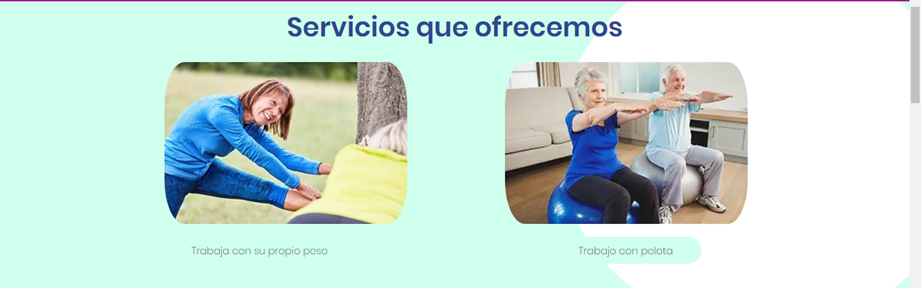 Servicios que ofrecemos
Trabaja con su propio peso
Trabajo con pelota